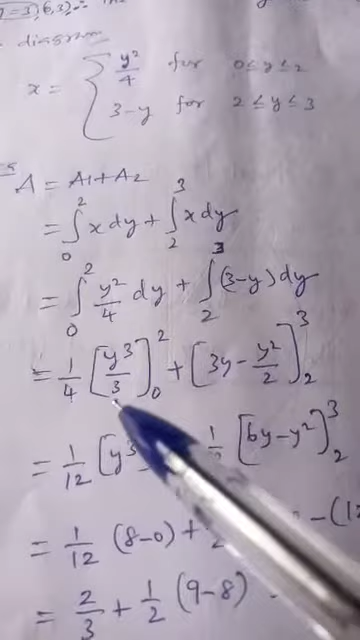 diagram
x = { y²/4 for 0≤y≤2
3-y for 2≤y≤3
A = A1+A2
= ∫₀² x dy + ∫₂³ x dy
= ∫₀² y²/4 dy + ∫₂³ (3-y) dy
= 1/4 [y³/3]₀² + [3y - y²/2]₂³
= 1/12 [y³ 1/ [6y-y²]₂³
= 1/12 (8-0) + - (1
= 2/3 + 1/2 (9-8)